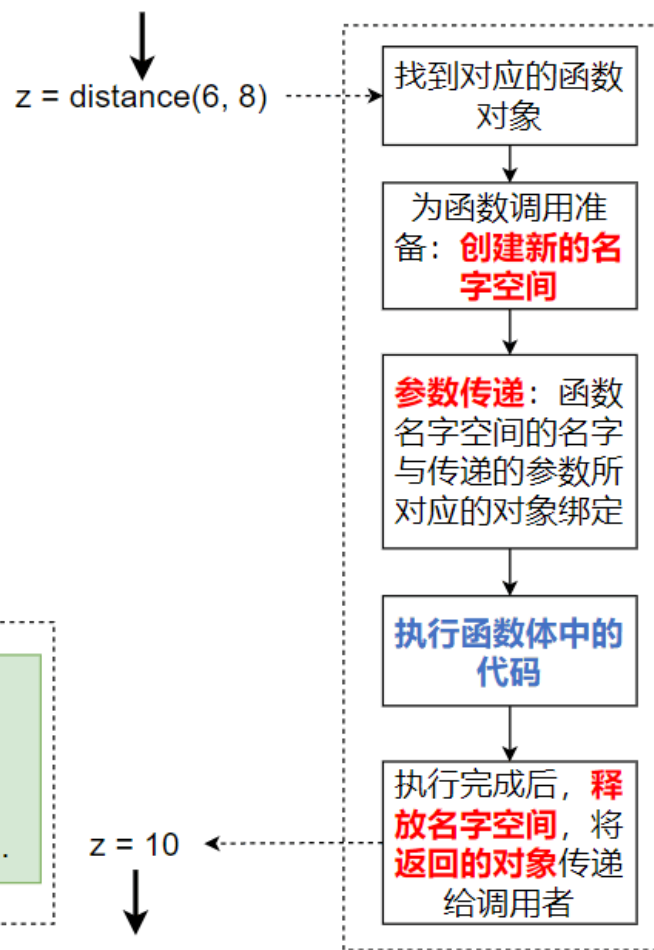 z = distance(6, 8)
找到对应的函数
对象
为函数调用准
备：创建新的名
字空间
参数传递：函数
名字空间的名字
与传递的参数所
对应的对象绑定
执行函数体中的
代码
执行完成后，释
放名字空间，将
返回的对象传递
给调用者
.
z = 10